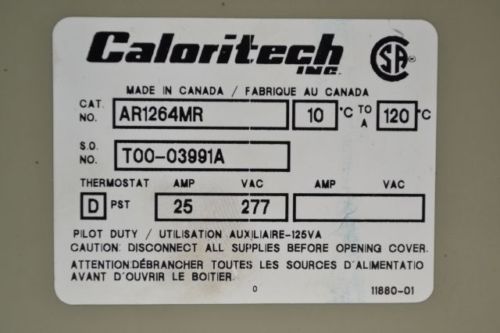 Caloritech
INC.
CSA
MADE IN CANADA / FABRIQUE AU CANADA
CAT. NO. AR1264MR 10 °C TO A 120 °C
S.O. NO. T00-03991A
THERMOSTAT AMP VAC AMP VAC
D PST 25 277
PILOT DUTY / UTILISATION AUXILIAIRE-125VA
CAUTION: DISCONNECT ALL SUPPLIES BEFORE OPENING COVER.
ATTENTION:DÉBRANCHER TOUTES LES SOURCES D'ALIMENTATION
AVANT D'OUVRIR LE BOITIER
0 11880-01